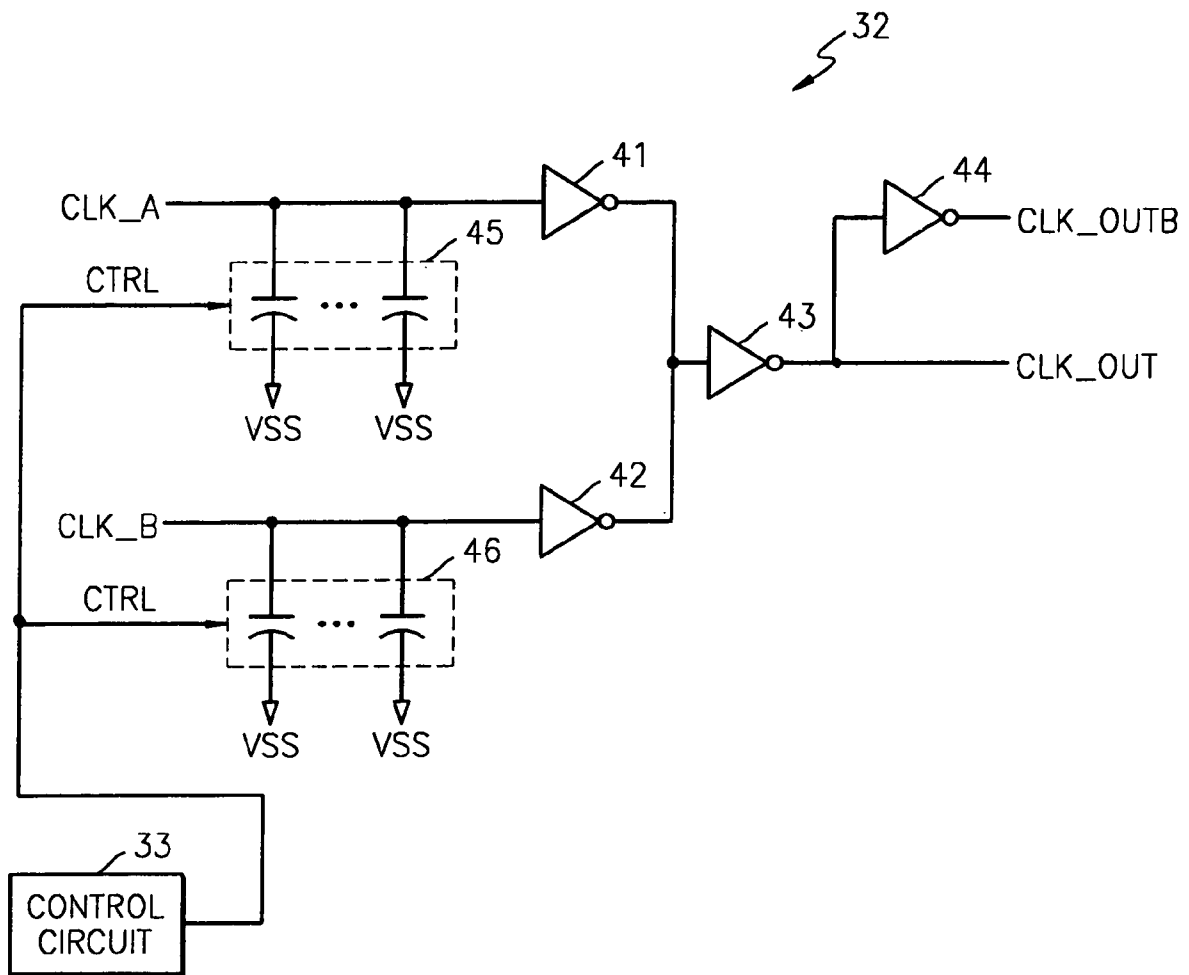 32
41
44
CLK_A
CLK_OUTB
45
CTRL
43
CLK_OUT
VSS VSS
42
CLK_B
46
CTRL
VSS VSS
33
CONTROL
CIRCUIT